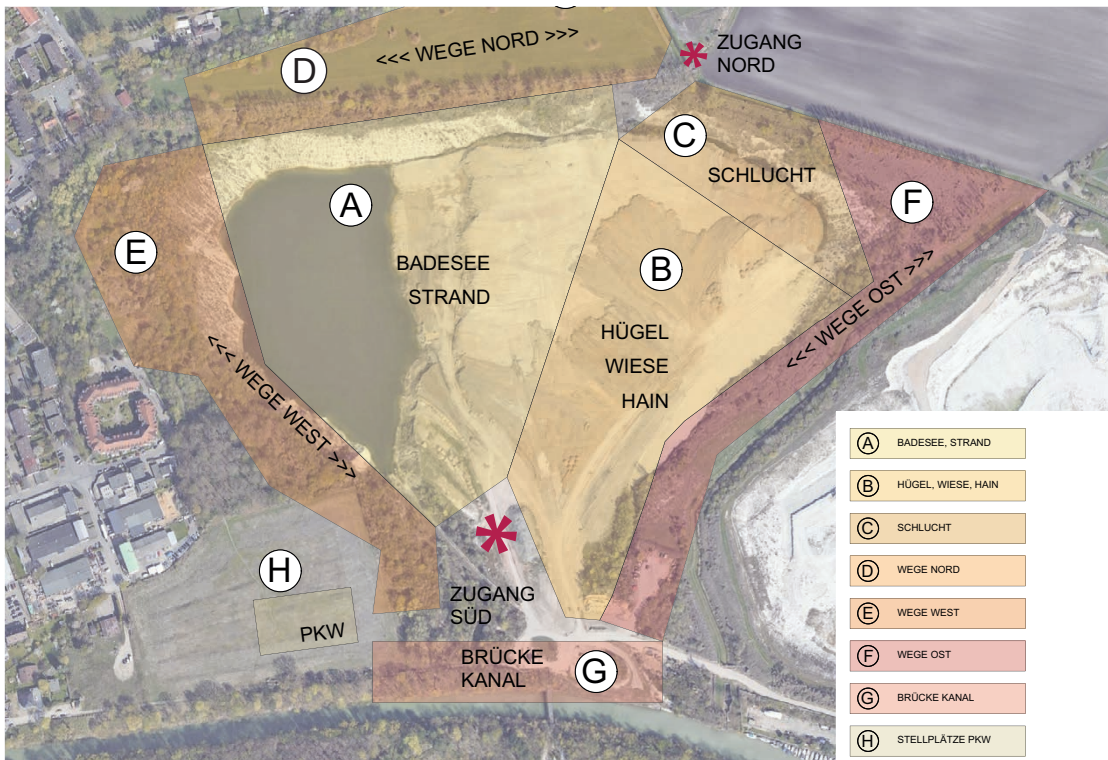 D
<<< WEGE NORD >>>
ZUGANG
NORD
C
SCHLUCHT
A
BADESEE
STRAND
F
E
B
HÜGEL
WIESE
HAIN
<<< WEGE OST >>>
<<< WEGE WEST >>>
H
PKW
ZUGANG
SÜD
BRÜCKE
KANAL
G
A BADESEE, STRAND
B HÜGEL, WIESE, HAIN
C SCHLUCHT
D WEGE NORD
E WEGE WEST
F WEGE OST
G BRÜCKE KANAL
H STELLPLÄTZE PKW